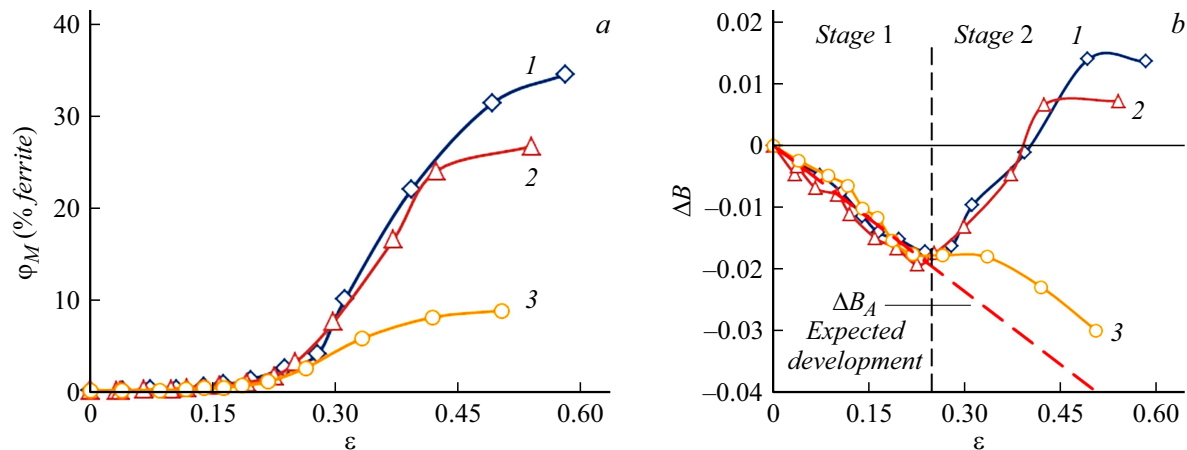 a
φM (% ferrite)
40
30
20
10
0
1
2
3
0
0.15
0.30
0.45
0.60
ε
b
ΔB
0.02
0.01
0
−0.01
−0.02
−0.03
−0.04
Stage 1
Stage 2
1
2
3
ΔBA
Expected
development
0
0.15
0.30
0.45
0.60
ε